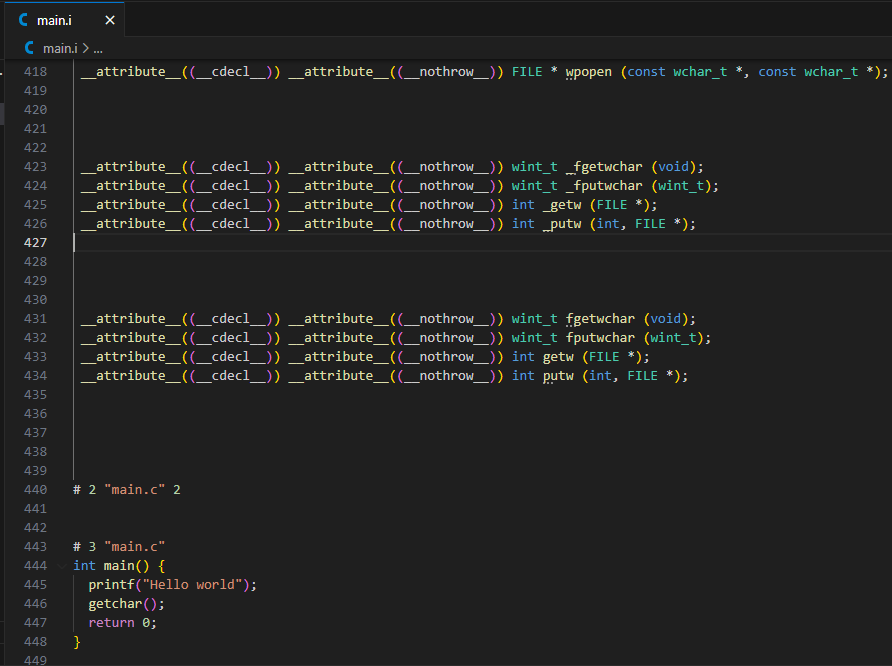 main.i
main.i > ...
418 __attribute__((__cdecl__)) __attribute__((__nothrow__)) FILE * wpopen (const wchar_t *, const wchar_t *);
419
420
421
422
423 __attribute__((__cdecl__)) __attribute__((__nothrow__)) wint_t _fgetwchar (void);
424 __attribute__((__cdecl__)) __attribute__((__nothrow__)) wint_t _fputwchar (wint_t);
425 __attribute__((__cdecl__)) __attribute__((__nothrow__)) int _getw (FILE *);
426 __attribute__((__cdecl__)) __attribute__((__nothrow__)) int _putw (int, FILE *);
427
428
429
430
431 __attribute__((__cdecl__)) __attribute__((__nothrow__)) wint_t fgetwchar (void);
432 __attribute__((__cdecl__)) __attribute__((__nothrow__)) wint_t fputwchar (wint_t);
433 __attribute__((__cdecl__)) __attribute__((__nothrow__)) int getw (FILE *);
434 __attribute__((__cdecl__)) __attribute__((__nothrow__)) int putw (int, FILE *);
435
436
437
438
439
440 # 2 "main.c" 2
441
442
443 # 3 "main.c"
444 int main() {
445 printf("Hello world");
446 getchar();
447 return 0;
448 }
449